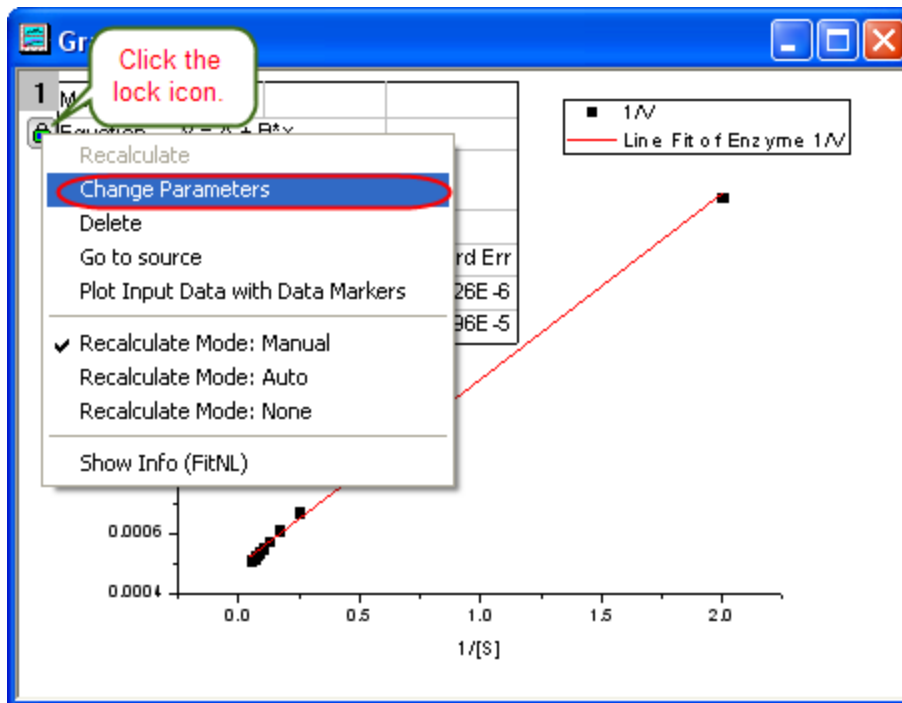 Gr
Click the
lock icon.
1
M
Equation y = A + B*x
1/V
Line Fit of Enzyme 1/V
Recalculate
Change Parameters
Delete
Go to source
Plot Input Data with Data Markers
rd Err
26E-6
96E-5
Recalculate Mode: Manual
Recalculate Mode: Auto
Recalculate Mode: None
Show Info (FitNL)
0.0006
0.0004
0.0 0.5 1.0 1.5 2.0
1/[S]